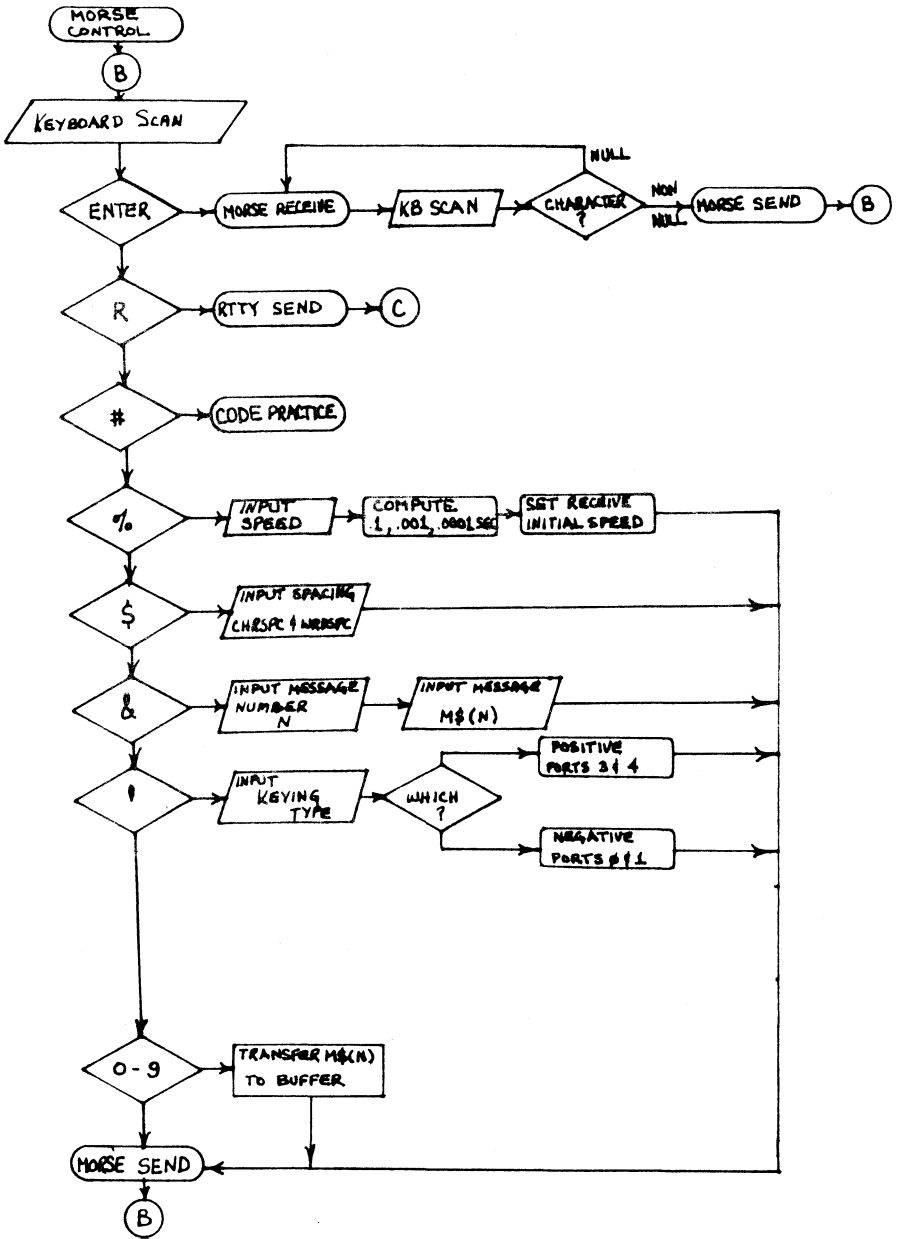 MORSE
CONTROL
B
KEYBOARD SCAN
ENTER
MORSE RECEIVE
KB SCAN
CHARACTER
?
NULL
NON
NULL
MORSE SEND
B
R
RTTY SEND
C
#
CODE PRACTICE
%
INPUT
SPEED
COMPUTE
.1, .001, .0001 SEC
SET RECEIVE
INITIAL SPEED
$
INPUT SPACING
CHRSPC & WRDSPC
&
INPUT MESSAGE
NUMBER
N
INPUT MESSAGE
M$(N)
!
INPUT
KEYING
TYPE
WHICH
?
POSITIVE
PORTS 3 & 4
NEGATIVE
PORTS Ø & 1
0-9
TRANSFER M$(N)
TO BUFFER
MORSE SEND
B